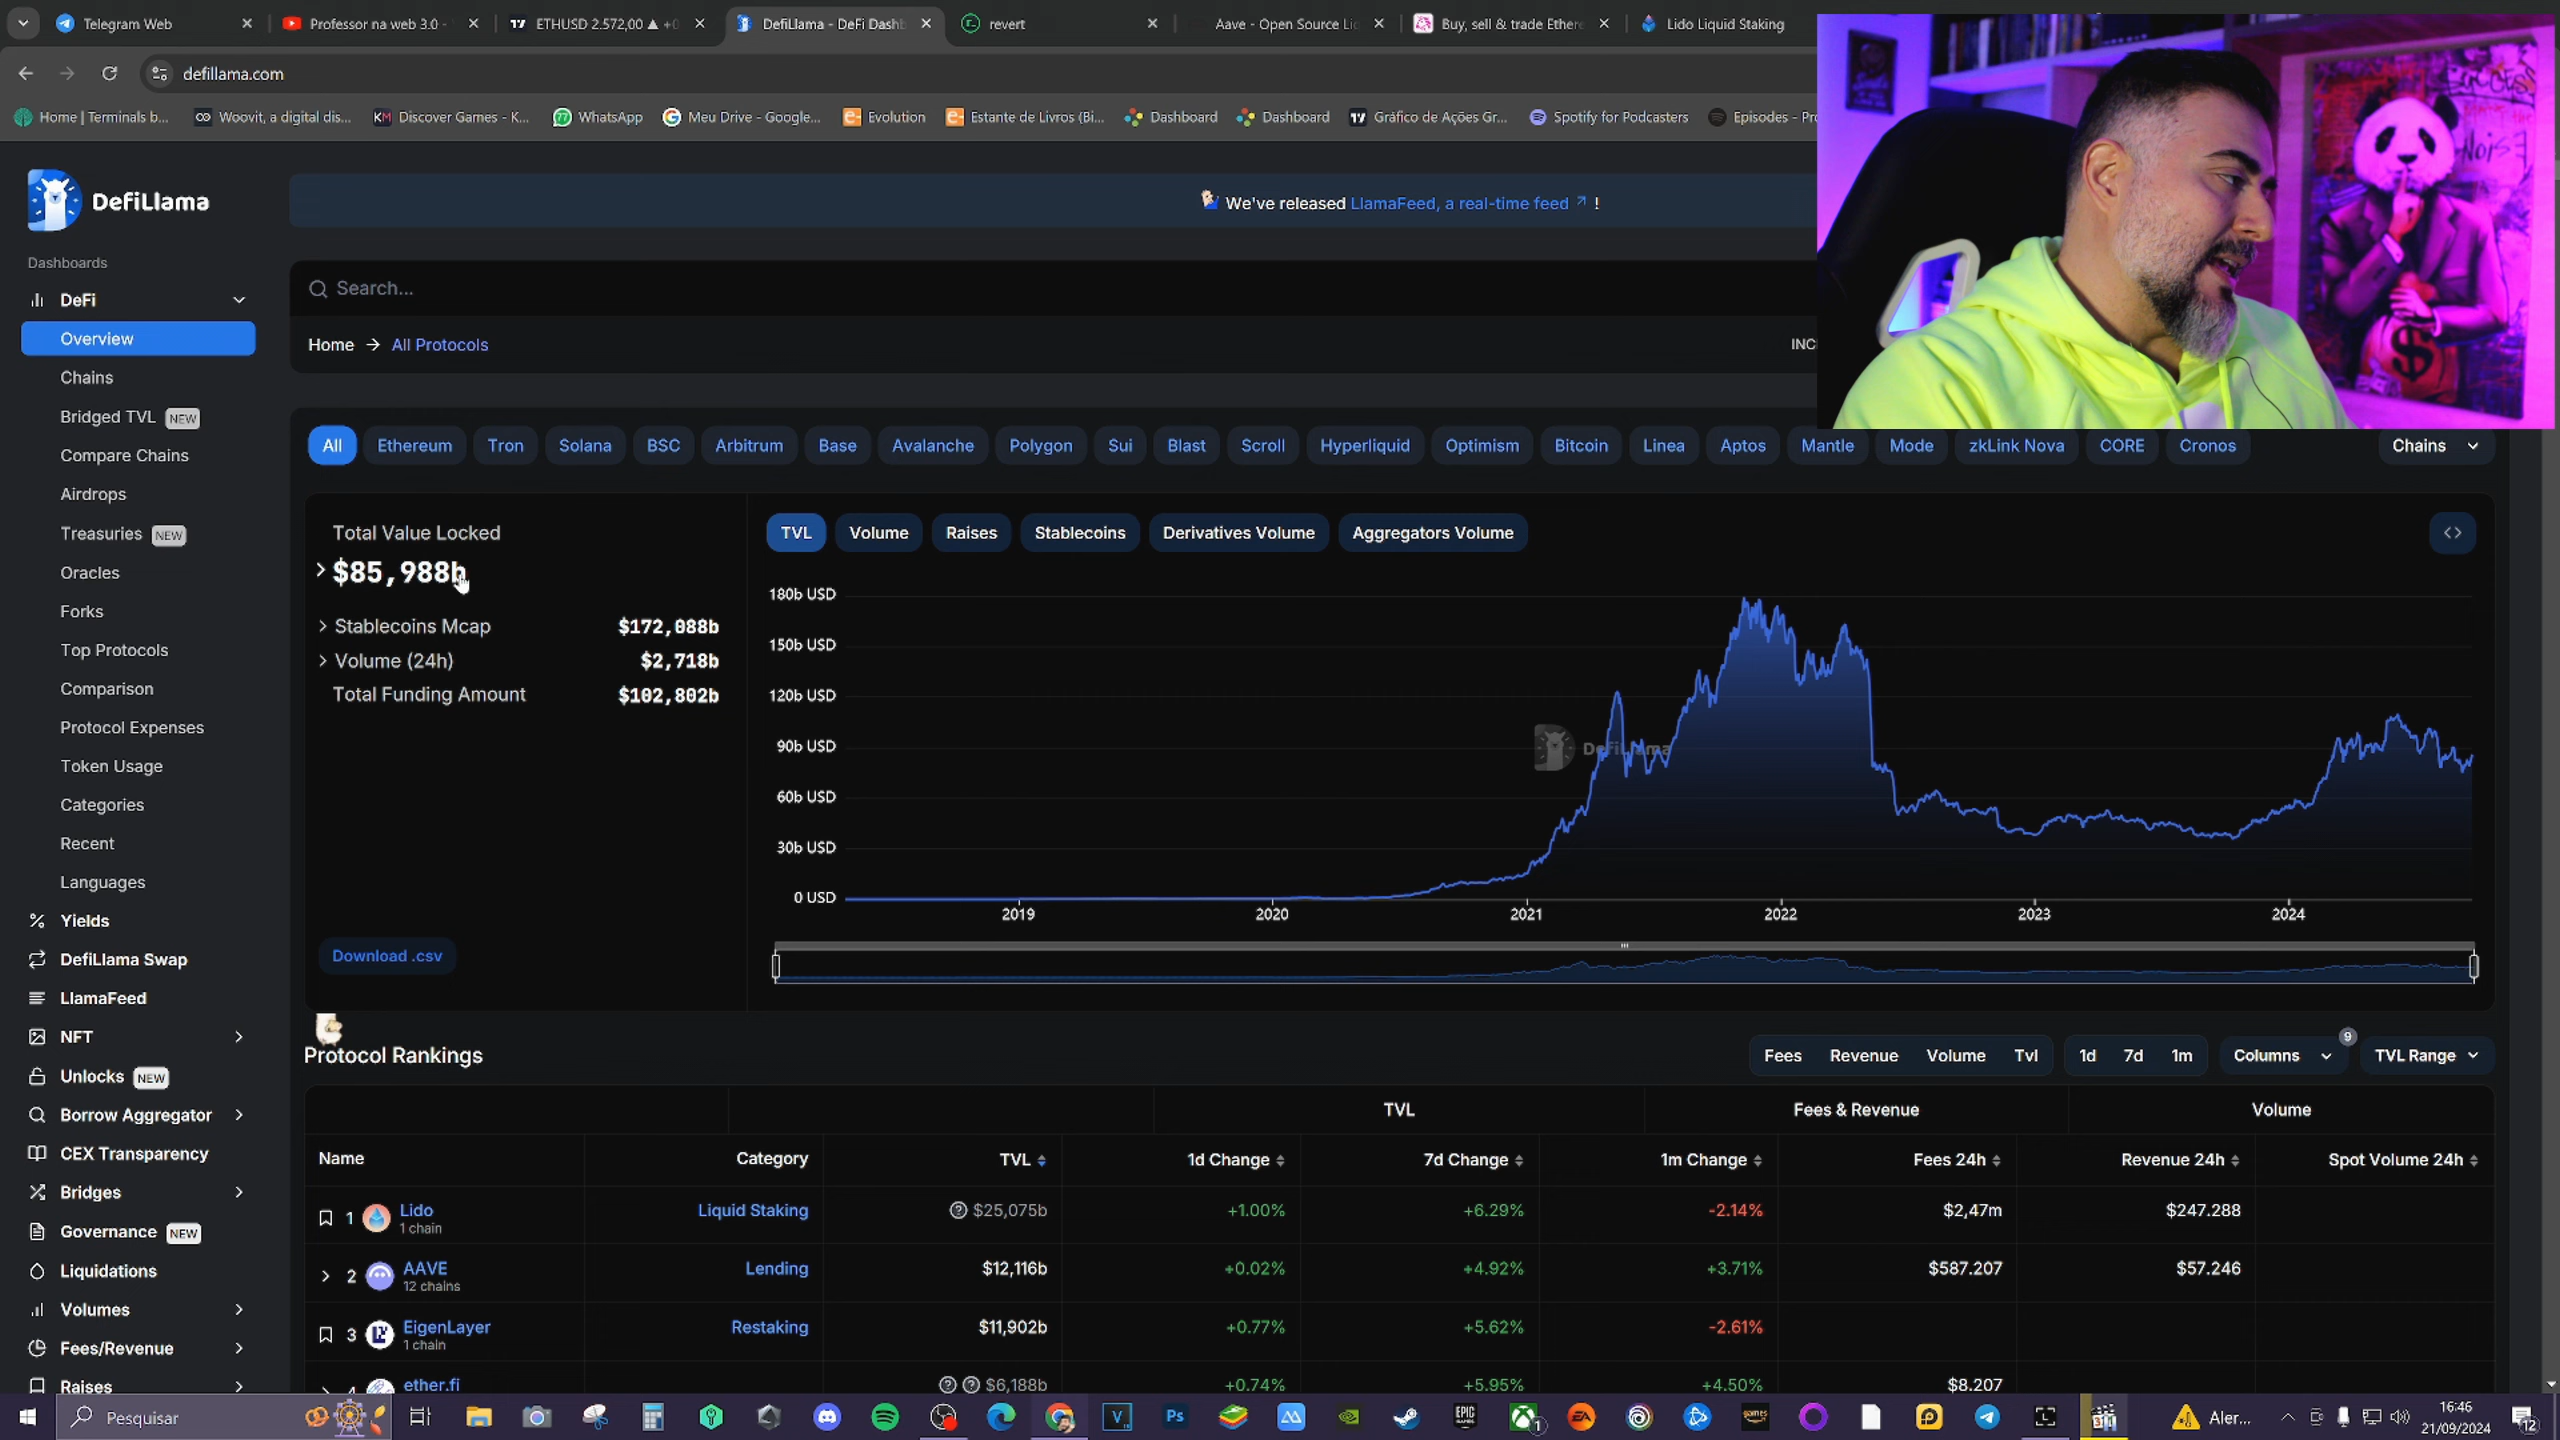 Telegram Web
Professor na web 3.0 -
ETHUSD 2.572,00 ▲ +0
DefiLlama - DeFi Dashb
revert
Aave - Open Source Li
Buy, sell & trade Ethere
Lido Liquid Staking
defillama.com
Home | Terminals b...
Woovit, a digital dis...
Discover Games - K...
WhatsApp
Meu Drive - Google...
Evolution
Estante de Livros (Bi...
Dashboard
Dashboard
Gráfico de Ações Gr...
Spotify for Podcasters
Episodes - Pro
DefiLlama
We've released LlamaFeed, a real-time feed ↗ !
Dashboards
DeFi
Search...
Overview
Home → All Protocols
INC
Chains
Bridged TVL NEW
Compare Chains
Airdrops
Treasuries NEW
Oracles
Forks
Top Protocols
Comparison
Protocol Expenses
Token Usage
Categories
Recent
Languages
Yields
DefiLlama Swap
LlamaFeed
NFT
Unlocks NEW
Borrow Aggregator
CEX Transparency
Bridges
Governance NEW
Liquidations
Volumes
Fees/Revenue
Raises
All Ethereum Tron Solana BSC Arbitrum Base Avalanche Polygon Sui Blast Scroll Hyperliquid Optimism Bitcoin Linea Aptos Mantle Mode zkLink Nova CORE Cronos Chains
Total Value Locked
$85,988b
Stablecoins Mcap $172,088b
Volume (24h) $2,718b
Total Funding Amount $102,802b
Download .csv
TVL Volume Raises Stablecoins Derivatives Volume Aggregators Volume
180b USD
150b USD
120b USD
90b USD
60b USD
30b USD
0 USD
DefiLlama
2019 2020 2021 2022 2023 2024
Protocol Rankings
Fees Revenue Volume Tvl 1d 7d 1m Columns 9 TVL Range
TVL Fees & Revenue Volume
Name Category TVL 1d Change 7d Change 1m Change Fees 24h Revenue 24h Spot Volume 24h
1 Lido Liquid Staking $25,075b +1.00% +6.29% -2.14% $2,47m $247.288
1 chain
2 AAVE Lending $12,116b +0.02% +4.92% +3.71% $587.207 $57.246
12 chains
3 EigenLayer Restaking $11,902b +0.77% +5.62% -2.61%
1 chain
4 ether.fi $6,188b +0.74% +5.95% +4.50% $8.207
Pesquisar
Aler...
16:46
21/09/2024
12